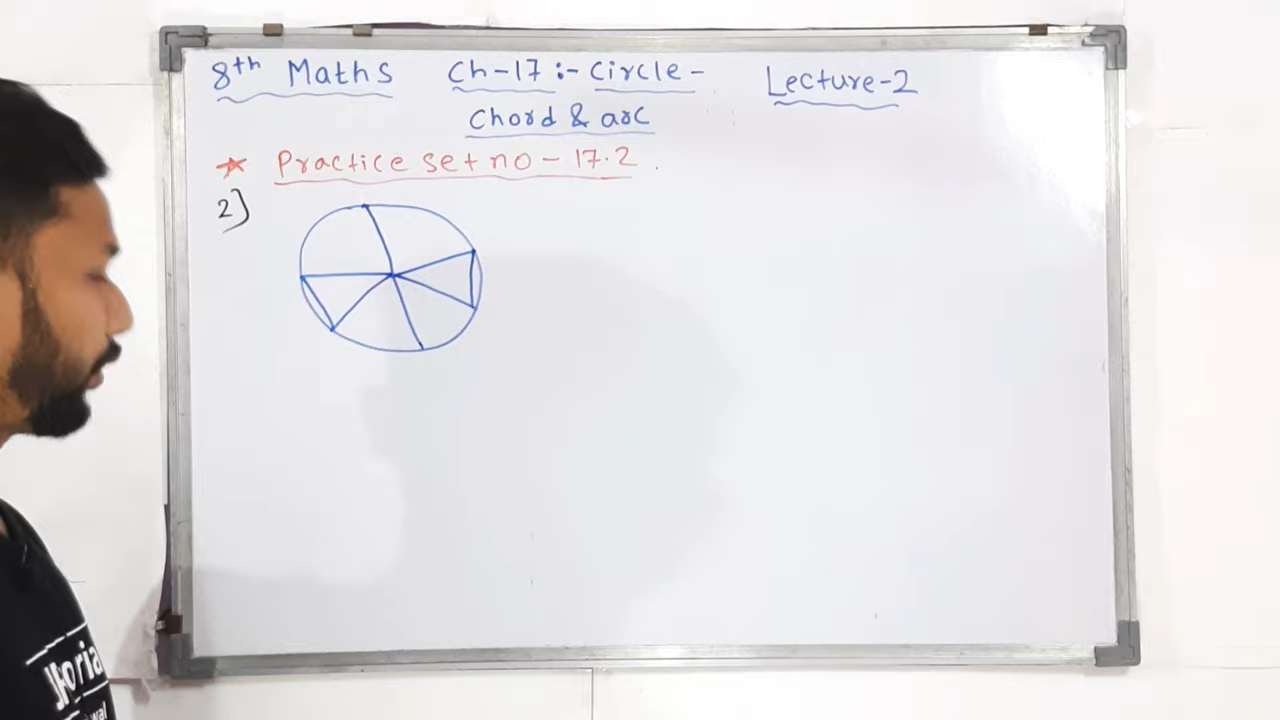 8th Maths Ch-17 :- Circle - Lecture-2
Chord & arc
★ Practice set no - 17.2 .
2]